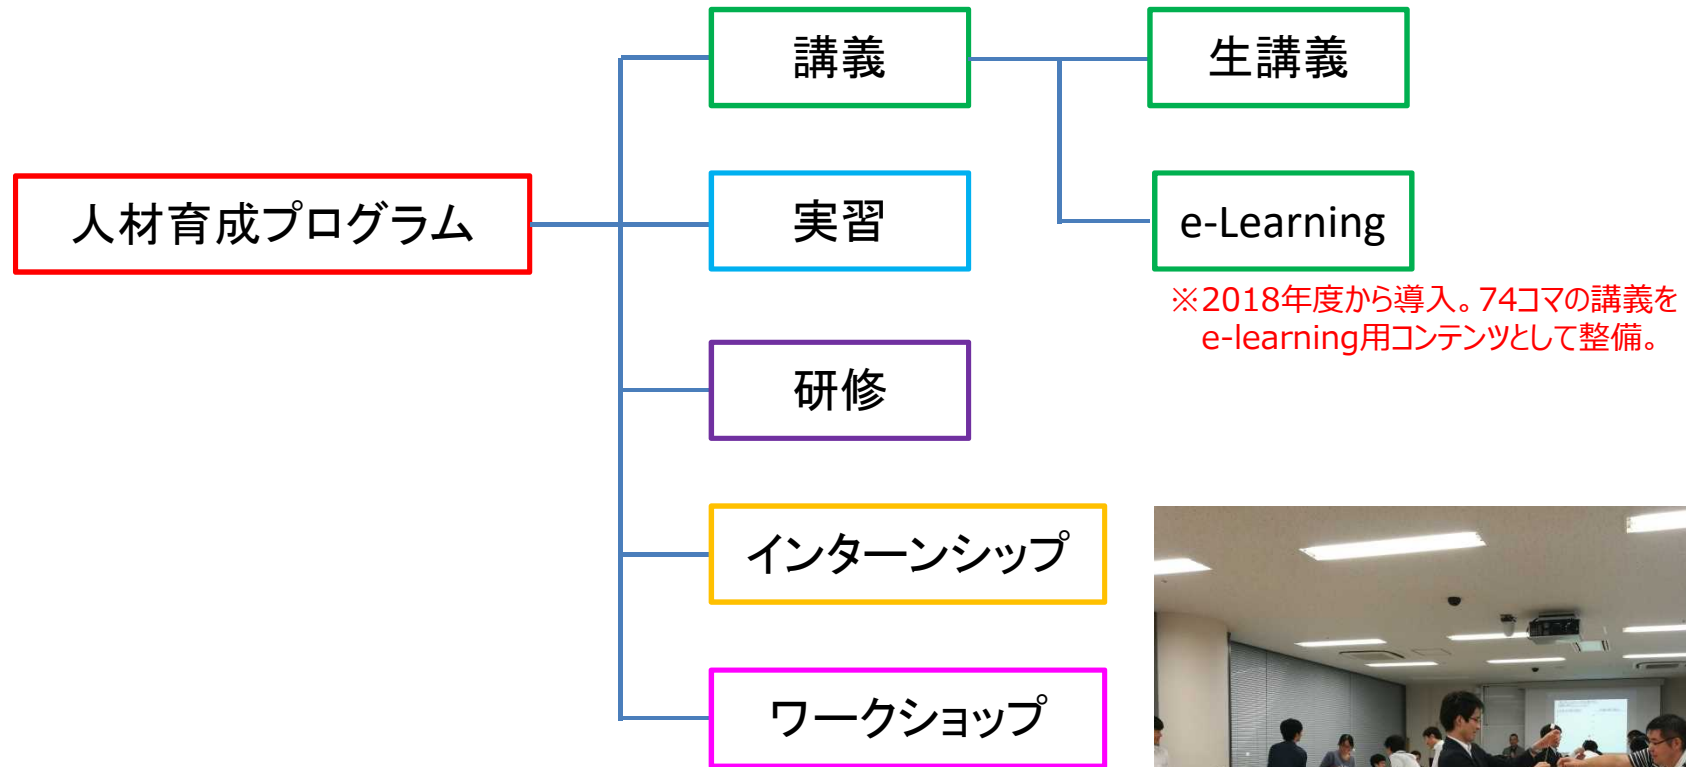 講義
生講義
人材育成プログラム
実習
e-Learning
※2018年度から導入。74コマの講義を
e-learning用コンテンツとして整備。
研修
インターンシップ
ワークショップ